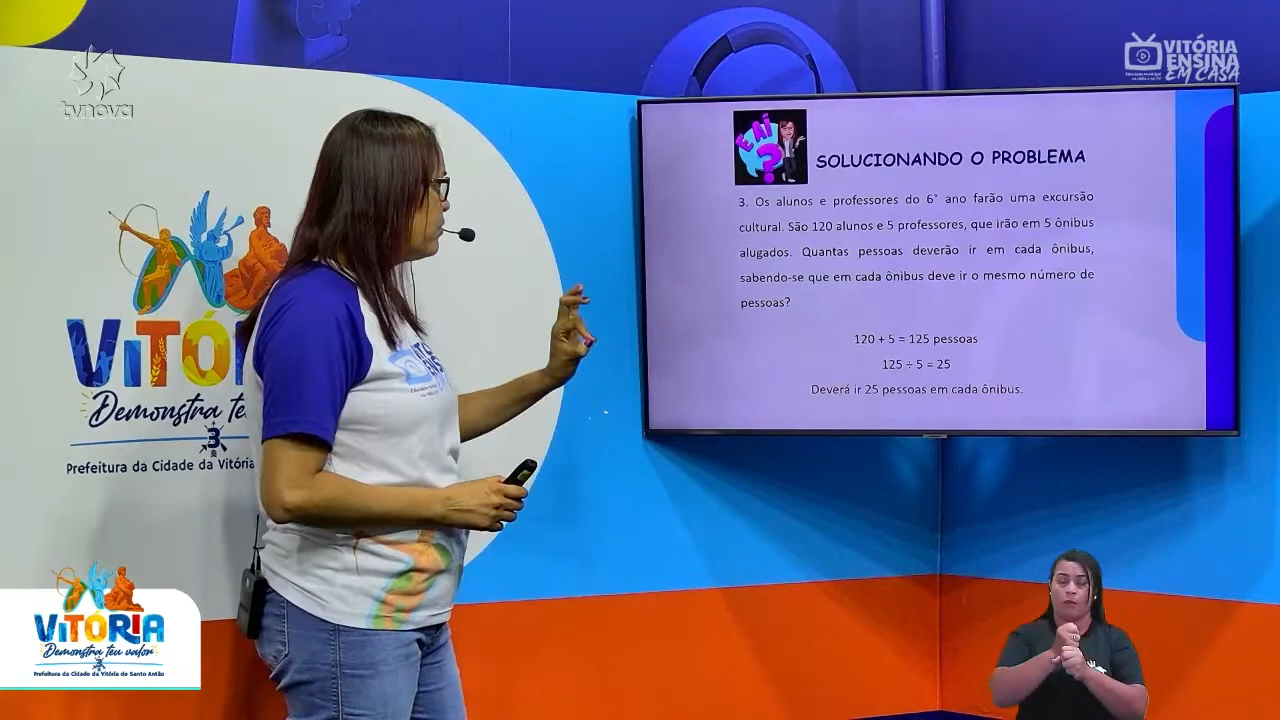 tvnova
VITÓRIA
ENSINA
EM CASA
E AÍ
?
SOLUCIONANDO O PROBLEMA
3. Os alunos e professores do 6° ano farão uma excursão
cultural. São 120 alunos e 5 professores, que irão em 5 ônibus
alugados. Quantas pessoas deverão ir em cada ônibus,
sabendo-se que em cada ônibus deve ir o mesmo número de
pessoas?
120 + 5 = 125 pessoas
125 ÷ 5 = 25
Deverá ir 25 pessoas em cada ônibus.
ViTÓ
Demonstra te
3
Prefeitura da Cidade da Vitória
ViTÓRIA
Demonstra teu valor
3
Prefeitura da Cidade da Vitória de Santo Antão